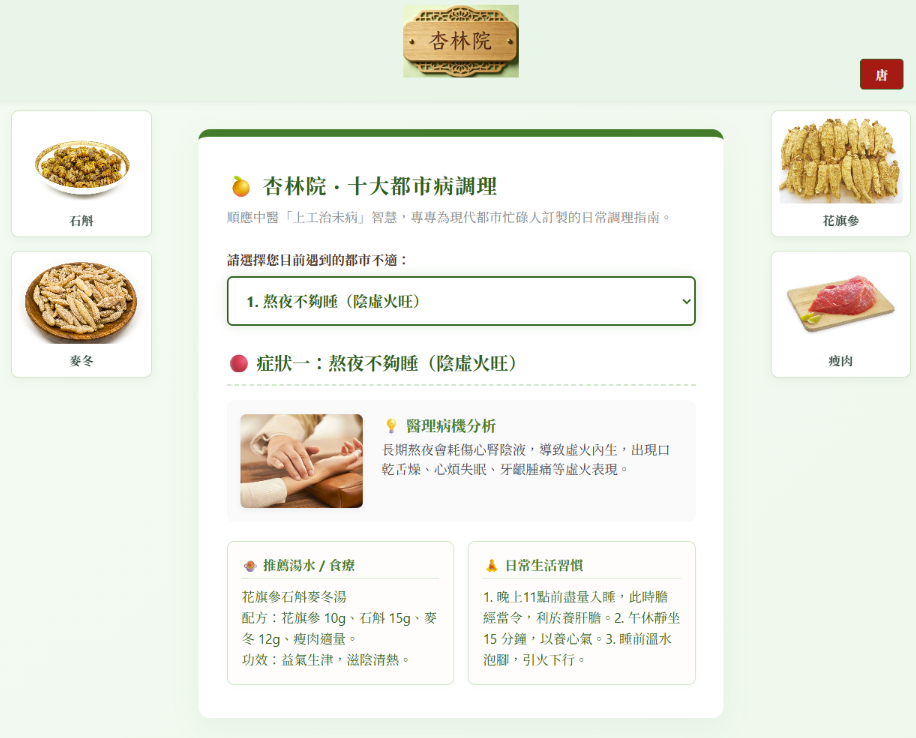 杏林院
唐
石斛
麥冬
花旗參
瘦肉
杏林院·十大都市病調理
順應中醫「上工治未病」智慧，專專為現代都市忙碌人訂製的日常調理指南。
請選擇您目前遇到的都市不適：
1. 熬夜不夠睡（陰虛火旺）
症狀一：熬夜不夠睡（陰虛火旺）
醫理病機分析
長期熬夜會耗傷心腎陰液，導致虛火內生，出現口
乾舌燥、心煩失眠、牙齦腫痛等虛火表現。
推薦湯水 / 食療
花旗參石斛麥冬湯
配方：花旗參 10g、石斛 15g、麥
冬 12g、瘦肉適量。
功效：益氣生津，滋陰清熱。
日常生活習慣
1. 晚上11點前盡量入睡，此時膽
經當令，利於養肝膽。2. 午休靜坐
15 分鐘，以養心氣。3. 睡前溫水
泡腳，引火下行。